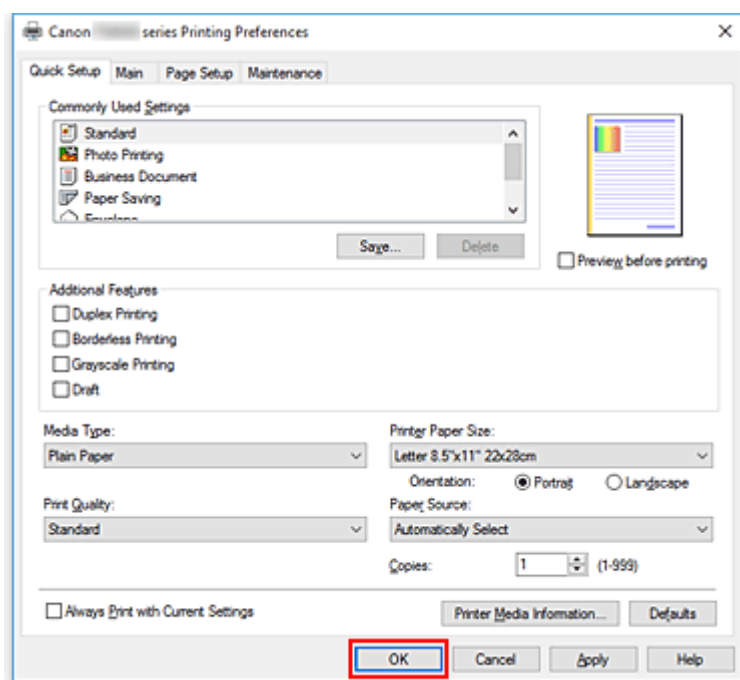 Canon series Printing Preferences
Quick Setup Main Page Setup Maintenance
Commonly Used Settings
Standard
Photo Printing
Business Document
Paper Saving
Envelope
Save... Delete
Preview before printing
Additional Features
Duplex Printing
Borderless Printing
Grayscale Printing
Draft
Media Type: Printer Paper Size:
Plain Paper Letter 8.5"x11" 22x28cm
Orientation: Portrait Landscape
Print Quality: Paper Source:
Standard Automatically Select
Copies: 1 (1-999)
Always Print with Current Settings Printer Media Information... Defaults
OK Cancel Apply Help